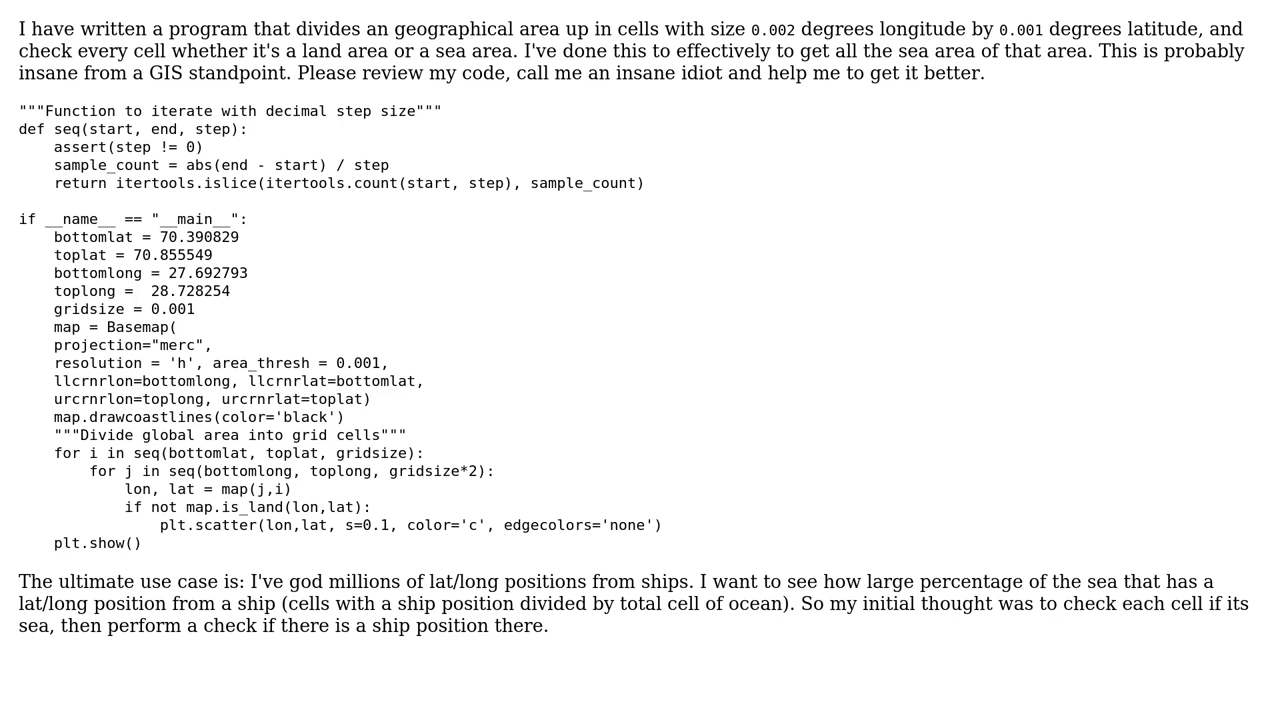 I have written a program that divides an geographical area up in cells with size 0.002 degrees longitude by 0.001 degrees latitude, and
check every cell whether it's a land area or a sea area. I've done this to effectively to get all the sea area of that area. This is probably
insane from a GIS standpoint. Please review my code, call me an insane idiot and help me to get it better.
"""Function to iterate with decimal step size"""
def seq(start, end, step):
    assert(step != 0)
    sample_count = abs(end - start) / step
    return itertools.islice(itertools.count(start, step), sample_count)
if __name__ == "__main__":
    bottomlat = 70.390829
    toplat = 70.855549
    bottomlong = 27.692793
    toplong =  28.728254
    gridsize = 0.001
    map = Basemap(
    projection="merc",
    resolution = 'h', area_thresh = 0.001,
    llcrnrlon=bottomlong, llcrnrlat=bottomlat,
    urcrnrlon=toplong, urcrnrlat=toplat)
    map.drawcoastlines(color='black')
    """Divide global area into grid cells"""
    for i in seq(bottomlat, toplat, gridsize):
        for j in seq(bottomlong, toplong, gridsize*2):
            lon, lat = map(j,i)
            if not map.is_land(lon,lat):
                plt.scatter(lon,lat, s=0.1, color='c', edgecolors='none')
    plt.show()
The ultimate use case is: I've god millions of lat/long positions from ships. I want to see how large percentage of the sea that has a
lat/long position from a ship (cells with a ship position divided by total cell of ocean). So my initial thought was to check each cell if its
sea, then perform a check if there is a ship position there.